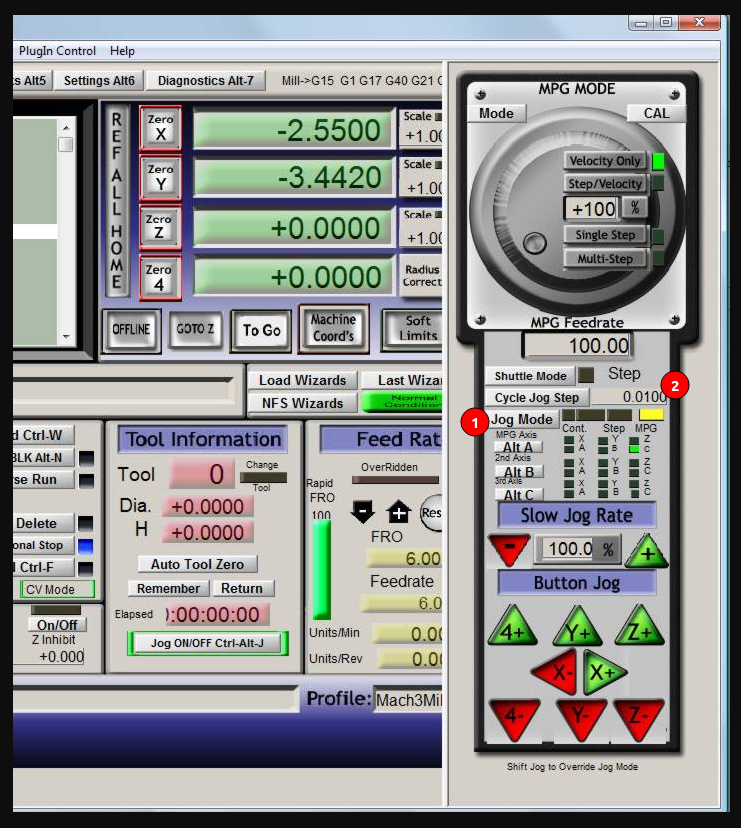 PlugIn Control Help
s Alt5 Settings Alt6 Diagnostics Alt-7 Mill->G15 G1 G17 G40 G21
REF ALL HOME
Zero X -2.5500 Scale +1.00
Zero Y -3.4420 Scale +1.00
Zero Z +0.0000 Scale +1.00
Zero 4 +0.0000 Radius Correct
OFFLINE GOTO Z To Go Machine Coord's Soft Limits
Load Wizards Last Wiza
NFS Wizards Normal Condition
d Ctrl-W
BLK Alt-N
rse Run
Delete
onal Stop
l Ctrl-F
CV Mode
On/Off
Z Inhibit
+0.000
Tool Information
Tool 0 Change Tool
Dia. +0.0000
H +0.0000
Auto Tool Zero
Remember Return
Elapsed ):00:00:00
Jog ON/OFF Ctrl-Alt-J
Feed Rat
OverRidden
Rapid FRO
100
Res
FRO
6.00
Feedrate
6.0
Units/Min 0.00
Units/Rev 0.00
Profile: Mach3Mil
MPG MODE
Mode CAL
Velocity Only
Step/Velocity
+100 %
Single Step
Multi-Step
MPG Feedrate
100.00
Shuttle Mode Step
Cycle Jog Step 0.0100 2
1 Jog Mode
Cont. Step MPG
MPG Axis X Y Z
Alt A A B C
2nd Axis X Y Z
Alt B A B C
3rd Axis X Y Z
Alt C A B C
Slow Jog Rate
- 100.0 % +
Button Jog
4+ Y+ Z+
X- X+
4- Y- Z-
Shift Jog to Override Jog Mode